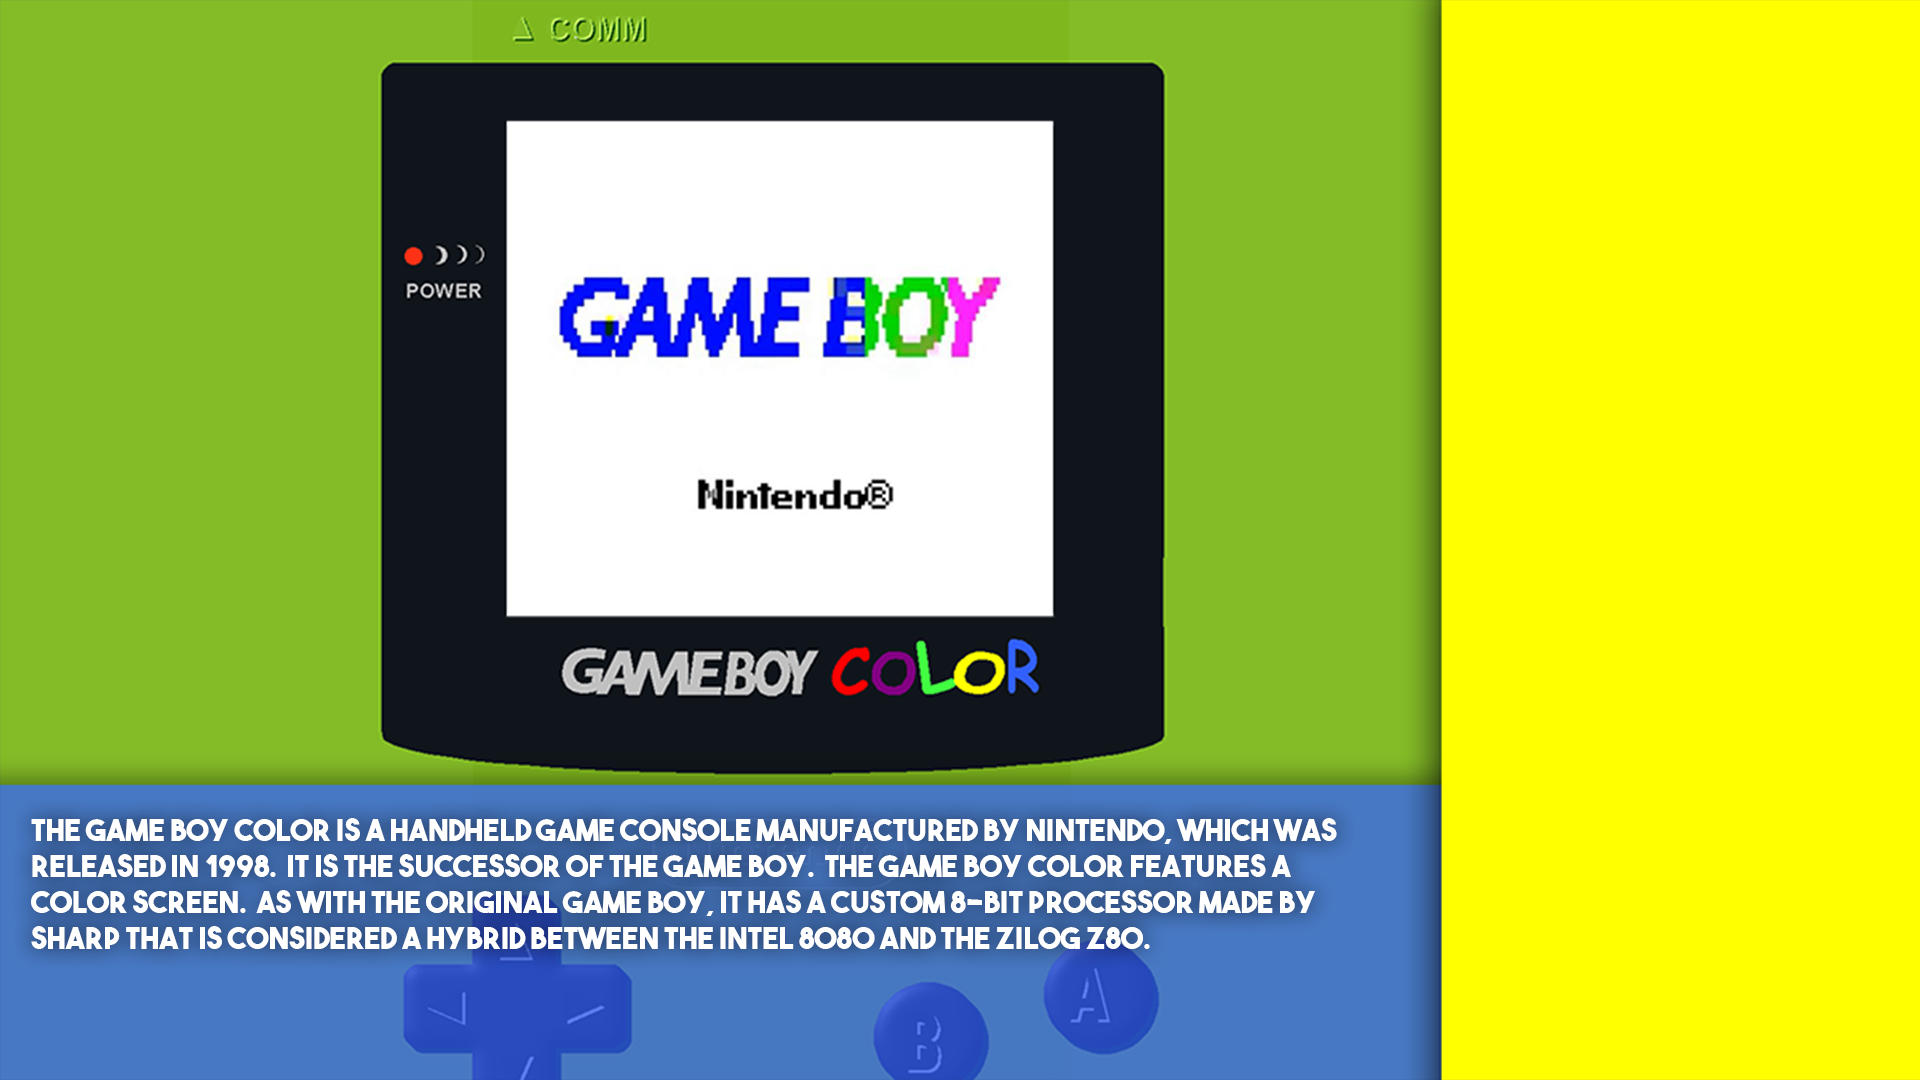 COMM
POWER
GAME BOY
Nintendo®
GAME BOY COLOR
THE GAME BOY COLOR IS A HANDHELD GAME CONSOLE MANUFACTURED BY NINTENDO, WHICH WAS
RELEASED IN 1998. IT IS THE SUCCESSOR OF THE GAME BOY. THE GAME BOY COLOR FEATURES A
COLOR SCREEN. AS WITH THE ORIGINAL GAME BOY, IT HAS A CUSTOM 8-BIT PROCESSOR MADE BY
SHARP THAT IS CONSIDERED A HYBRID BETWEEN THE INTEL 8080 AND THE ZILOG Z80.
A
B